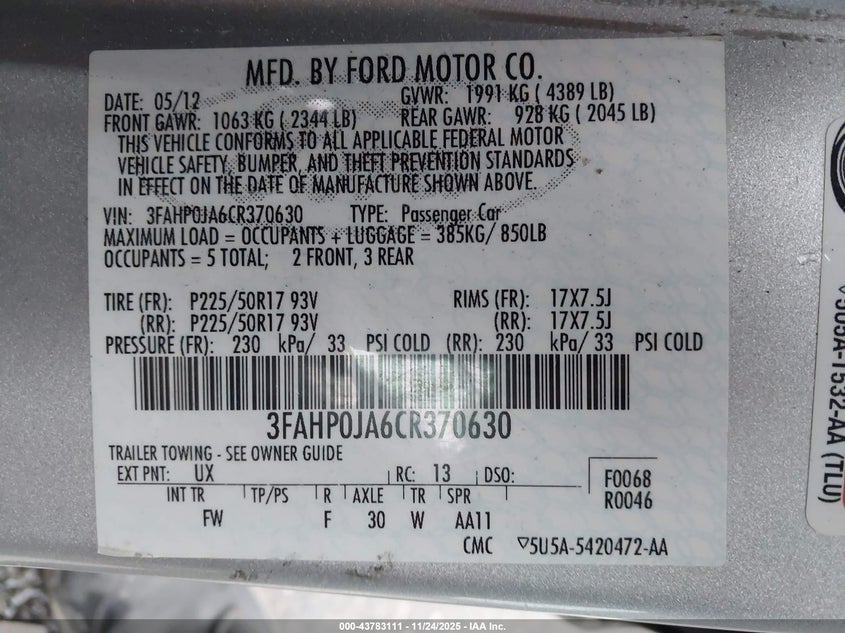 MFD. BY FORD MOTOR CO.
DATE: 05/12 GVWR: 1991 KG ( 4389 LB)
FRONT GAWR: 1063 KG ( 2344 LB) REAR GAWR: 928 KG ( 2045 LB)
THIS VEHICLE CONFORMS TO ALL APPLICABLE FEDERAL MOTOR
VEHICLE SAFETY, BUMPER, AND THEFT PREVENTION STANDARDS
IN EFFECT ON THE DATE OF MANUFACTURE SHOWN ABOVE.
VIN: 3FAHP0JA6CR370630 TYPE: Passenger Car
MAXIMUM LOAD = OCCUPANTS + LUGGAGE = 385KG/ 850LB
OCCUPANTS = 5 TOTAL; 2 FRONT, 3 REAR
TIRE (FR): P225/50R17 93V RIMS (FR): 17X7.5J
(RR): P225/50R17 93V (RR): 17X7.5J
PRESSURE (FR): 230 kPa/ 33 PSI COLD (RR): 230 kPa/ 33 PSI COLD
3FAHP0JA6CR370630
TRAILER TOWING - SEE OWNER GUIDE
EXT PNT: UX RC: 13 DSO: F0068
INT TR TP/PS R AXLE TR SPR R0046
FW F 30 W AA11
CMC ▽5U5A-5420472-AA
▽5U5A-1532-AA (TLU)
000-43783111 - 11/24/2025 - IAA Inc.